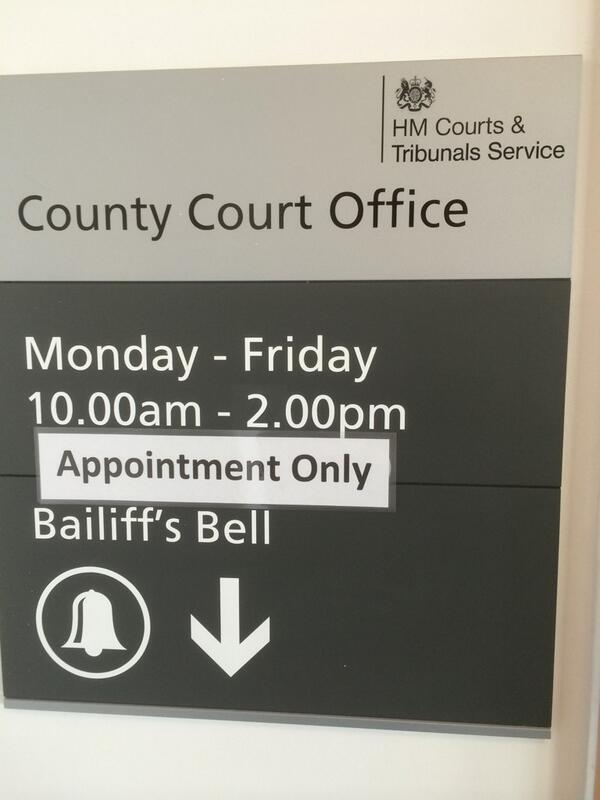 HM Courts &
Tribunals Service
County Court Office
Monday - Friday
10.00am - 2.00pm
Appointment Only
Bailiff's Bell